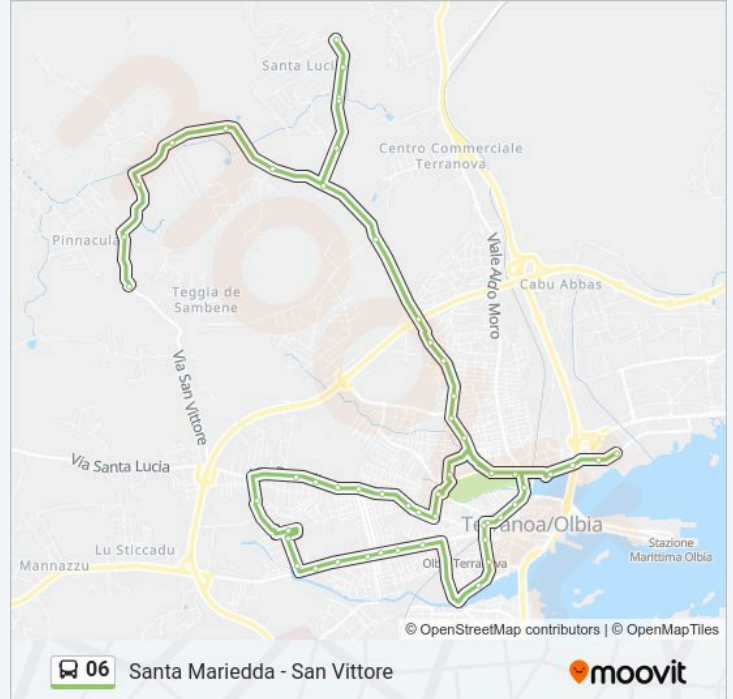 Santa Luci
Centro Commerciale
Terranova
Pinnacula
Viale Aldo Moro
Cabu Abbas
Teggia de
Sambene
Via San Vittore
Via Santa Lucia
Terranoa/Olbia
Lu Sticcadu
Stazione
Marittima Olbia
Mannazzu
Olbia Terranova
© OpenStreetMap contributors | © OpenMapTiles
06 Santa Mariedda - San Vittore
moovit